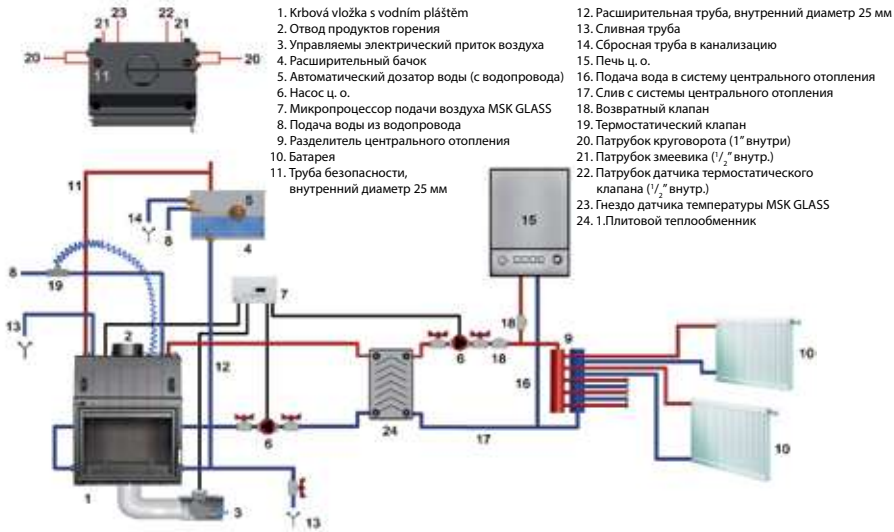 1. Krbová vložka s vodním pláštěm
2. Отвод продуктов горения
3. Управляемы электрический приток воздуха
4. Расширительный бачок
5. Автоматический дозатор воды (с водопровода)
6. Насос ц. о.
7. Микропроцессор подачи воздуха MSK GLASS
8. Подача воды из водопровода
9. Разделитель центрального отопления
10. Батарея
11. Труба безопасности,
внутренний диаметр 25 мм
12. Расширительная труба, внутренний диаметр 25 мм
13. Сливная труба
14. Сбросная труба в канализацию
15. Печь ц. о.
16. Подача вода в систему центрального отопления
17. Слив с системы центрального отопления
18. Возвратный клапан
19. Термостатический клапан
20. Патрубок круговорота (1” внутри)
21. Патрубок змеевика (1/2” внутр.)
22. Патрубок датчика термостатического
клапана (1/2” внутр.)
23. Гнездо датчика температуры MSK GLASS
24. 1.Плитовой теплообменник
21 23 22 21
20 20
11
11
14 8 5
4
15
8 19
7
13
2
12
18
6 18
9
10
16
24
17
6
10
1
3
13